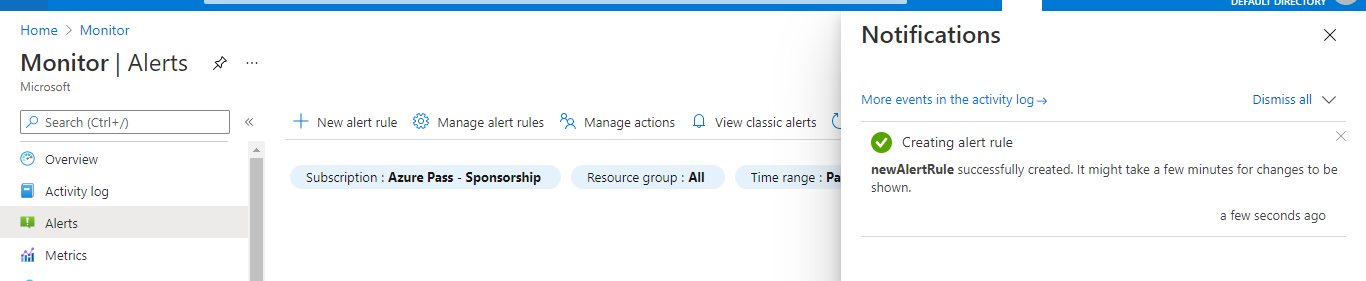 DEFAULT DIRECTORY
Home > Monitor
Monitor | Alerts
Microsoft
Search (Ctrl+/)
Overview
Activity log
Alerts
Metrics
New alert rule Manage alert rules Manage actions View classic alerts
Subscription : Azure Pass - Sponsorship Resource group : All Time range : Pa
Notifications
More events in the activity log → Dismiss all
Creating alert rule
newAlertRule successfully created. It might take a few minutes for changes to be
shown.
a few seconds ago